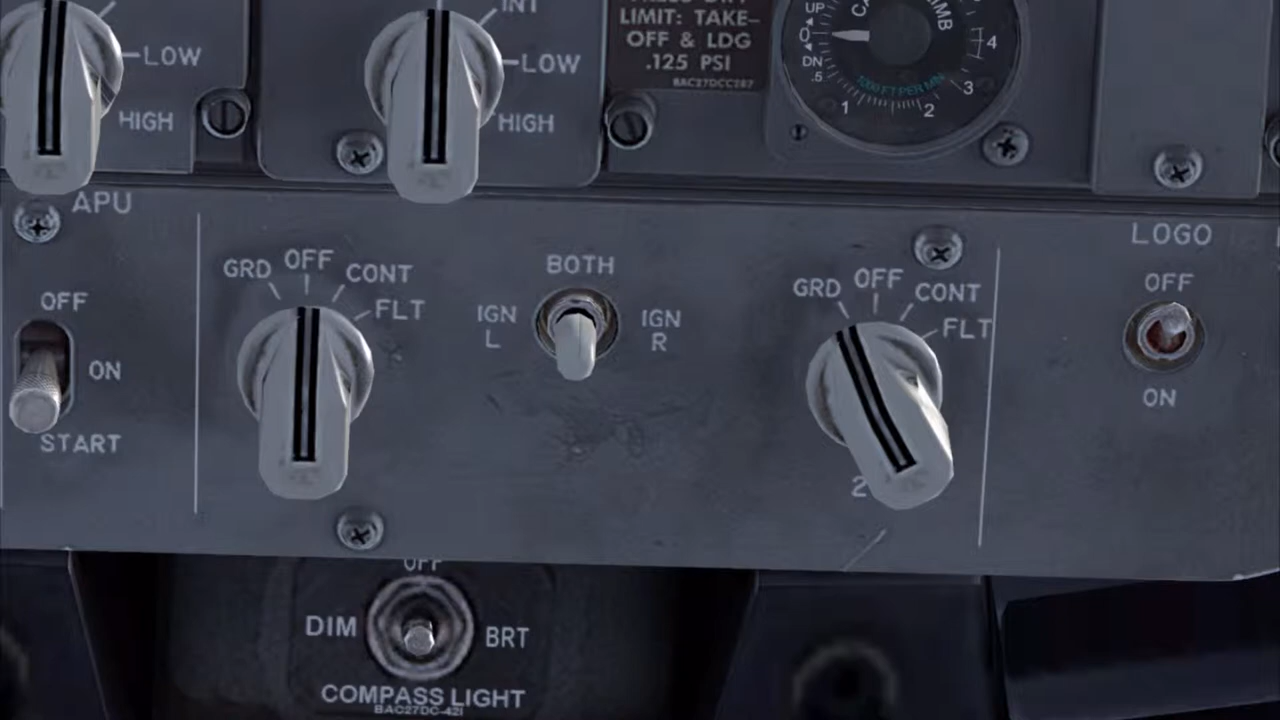 INT
LOW
HIGH
LOW
HIGH
LIMIT: TAKE-
OFF & LDG
.125 PSI
BAC27DCC287
UP
0
DN
.5
1
2
3
4
1000 FT PER MIN
APU
OFF
ON
START
GRD
OFF
CONT
FLT
BOTH
IGN
L
IGN
R
GRD
OFF
CONT
FLT
2
LOGO
OFF
ON
OFF
DIM
BRT
COMPASS LIGHT
BAC27DC-421